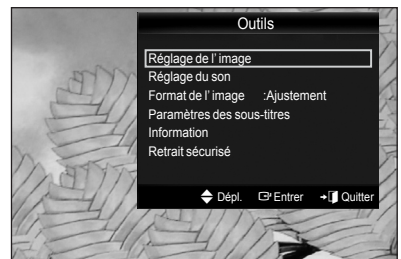 Outils
Réglage de l' image
Réglage du son
Format de l' image :Ajustement
Paramètres des sous-titres
Information
Retrait sécurisé
Dépl. Entrer Quitter